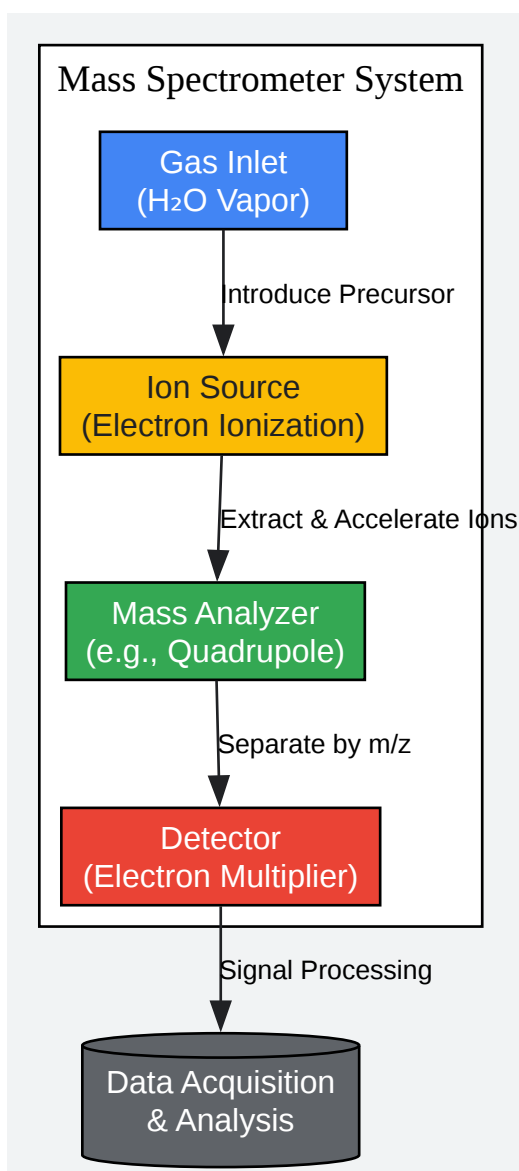 Mass Spectrometer System
Gas Inlet
(H₂O Vapor)
Introduce Precursor
Ion Source
(Electron Ionization)
Extract & Accelerate Ions
Mass Analyzer
(e.g., Quadrupole)
Separate by m/z
Detector
(Electron Multiplier)
Signal Processing
Data Acquisition
& Analysis